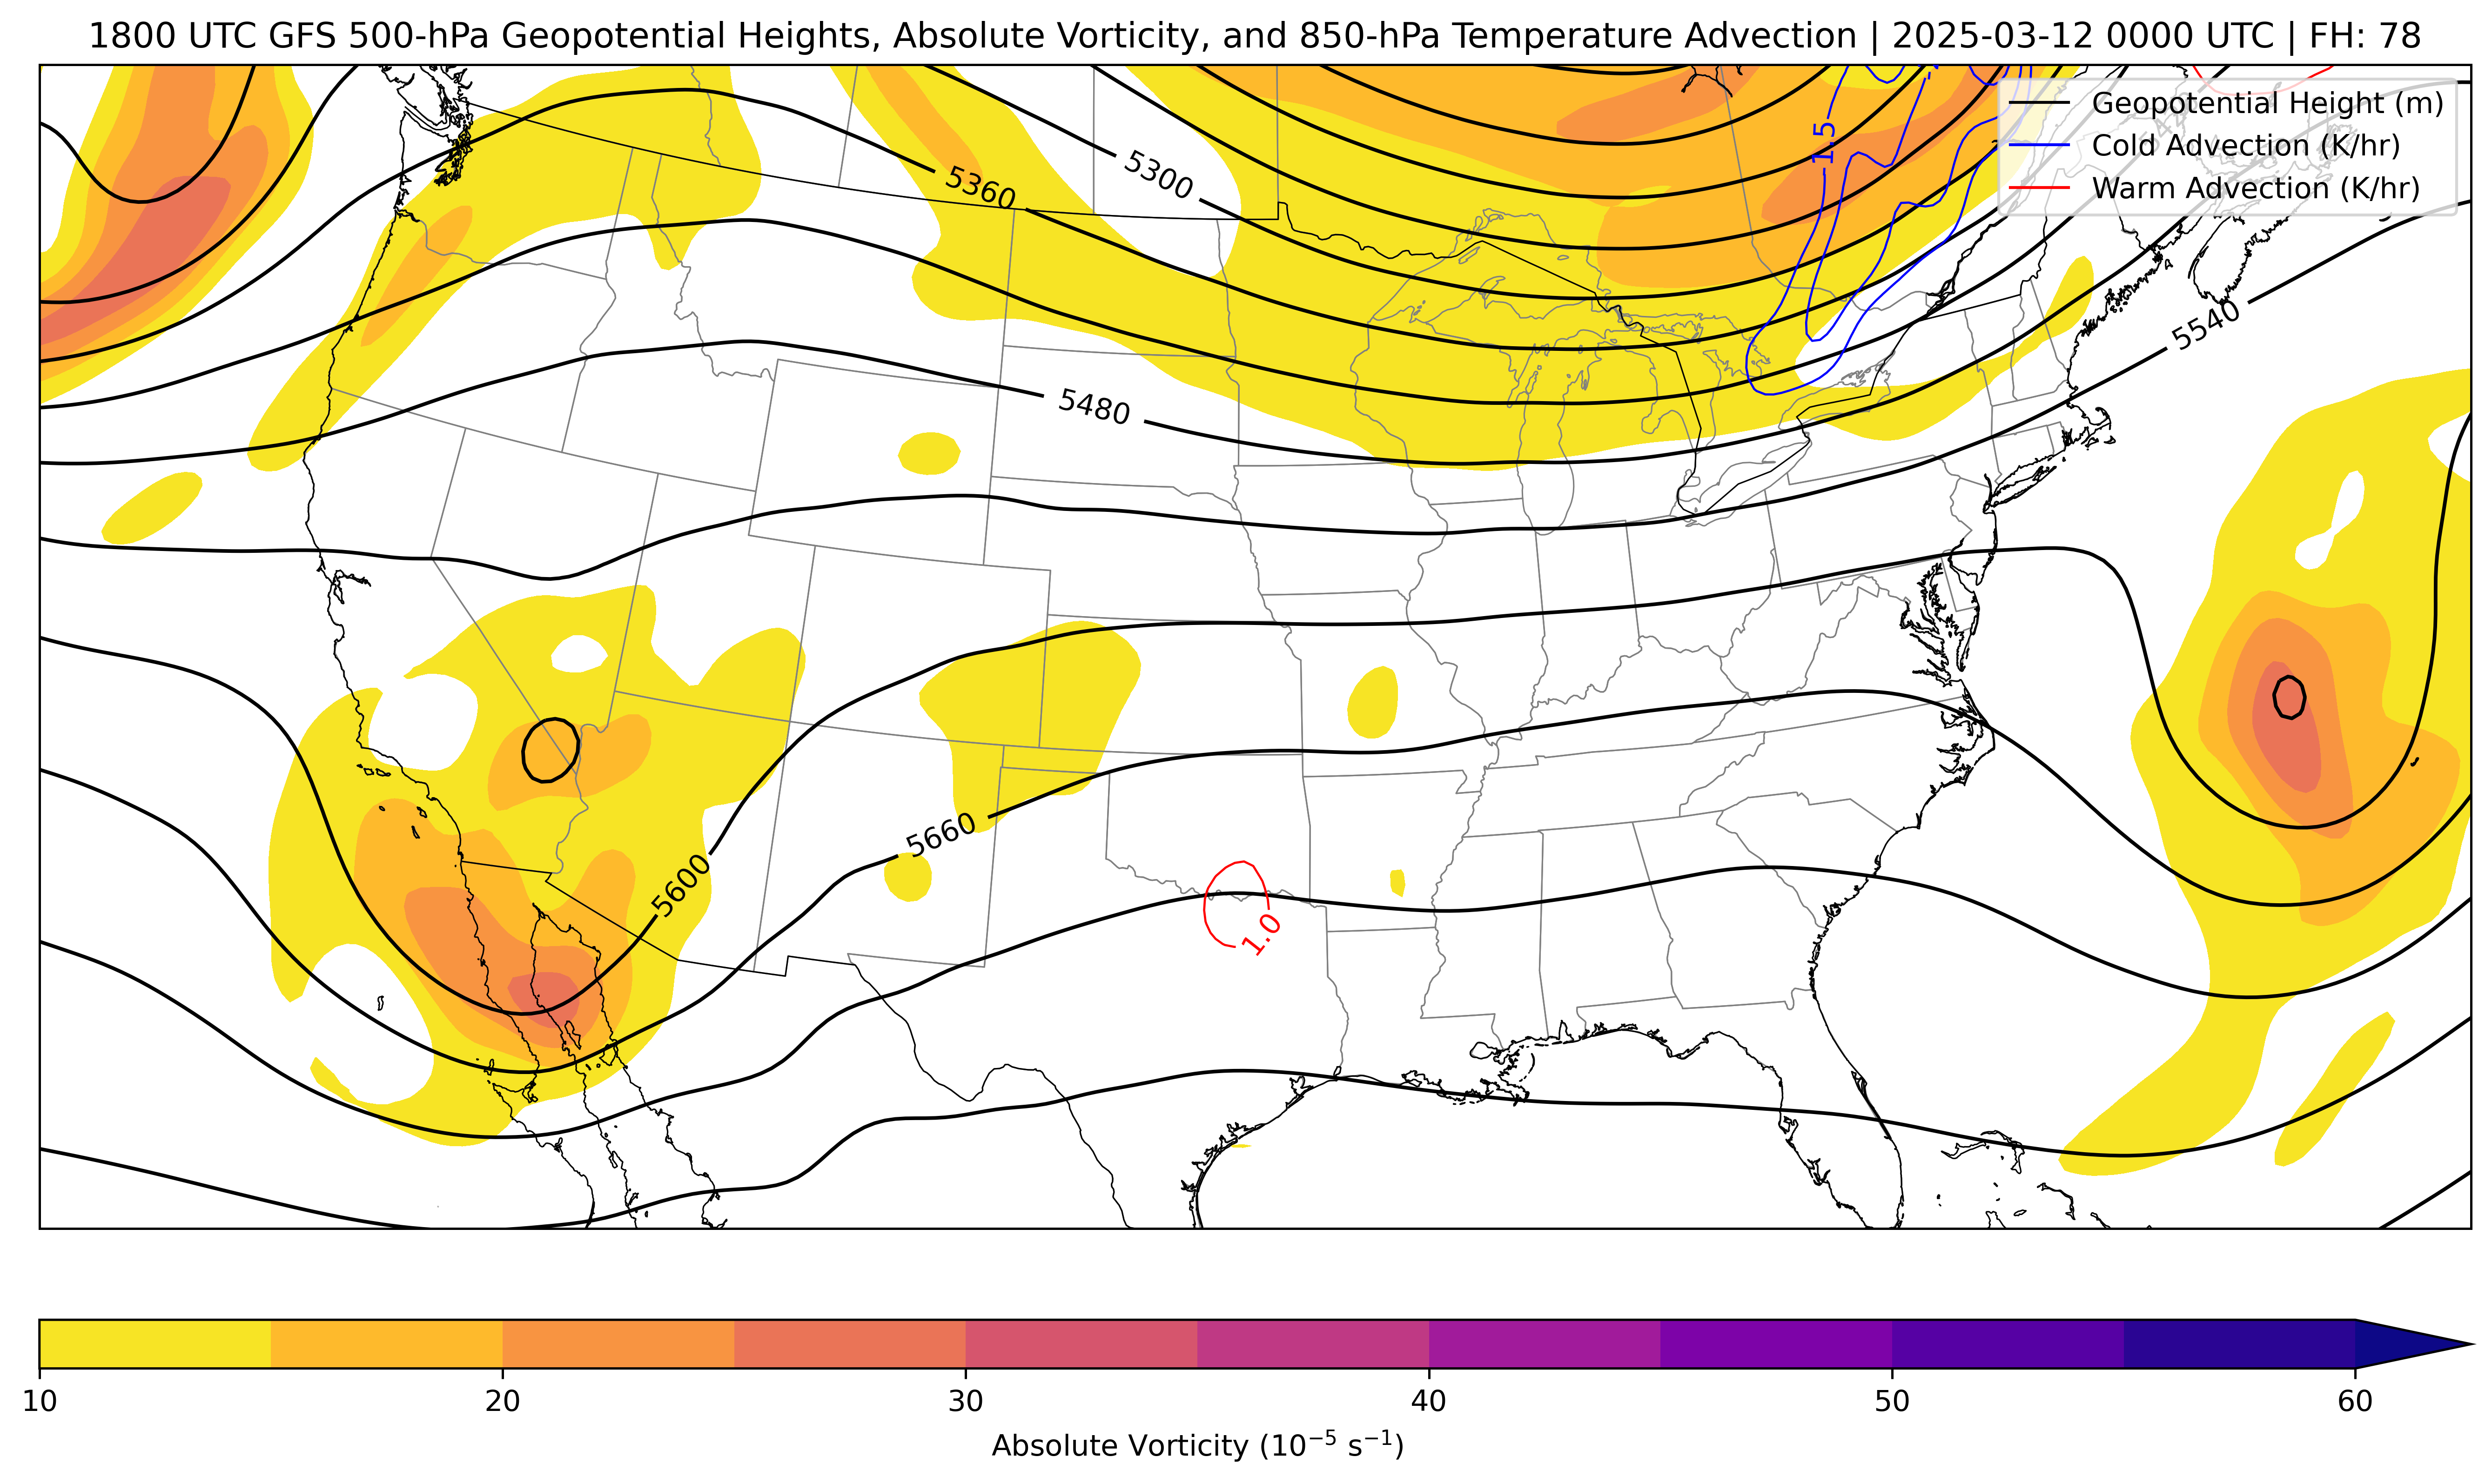 1800 UTC GFS 500-hPa Geopotential Heights, Absolute Vorticity, and 850-hPa Temperature Advection | 2025-03-12 0000 UTC | FH: 78
Geopotential Height (m)
Cold Advection (K/hr)
Warm Advection (K/hr)
1.5
5300
5360
5540
5480
5660
5600
1.0
10 20 30 40 50 60
Absolute Vorticity (10⁻⁵ s⁻¹)